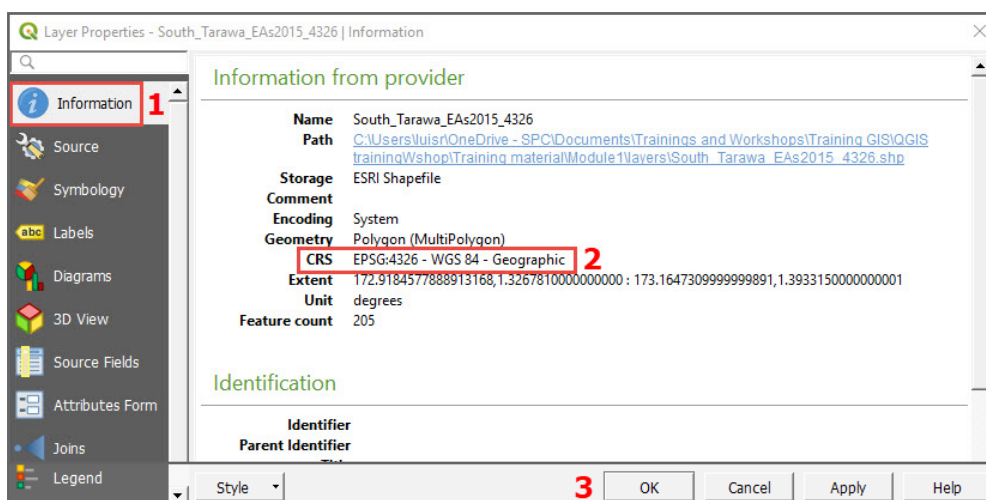 Layer Properties - South_Tarawa_EAs2015_4326 | Information
Information
1
Source
Symbology
abc Labels
Diagrams
3D View
Source Fields
Attributes Form
Joins
Legend
Information from provider
Name South_Tarawa_EAs2015_4326
Path C:\Users\luisr\OneDrive - SPC\Documents\Trainings and Workshops\Training GIS\QGIS
trainingWshop\Training material\Module1\layers\South_Tarawa_EAs2015_4326.shp
Storage ESRI Shapefile
Comment
Encoding System
Geometry Polygon (MultiPolygon)
CRS EPSG:4326 - WGS 84 - Geographic 2
Extent 172.9184577888913168,1.3267810000000000 : 173.1647309999999891,1.3933150000000001
Unit degrees
Feature count 205
Identification
Identifier
Parent Identifier
Style
3 OK Cancel Apply Help